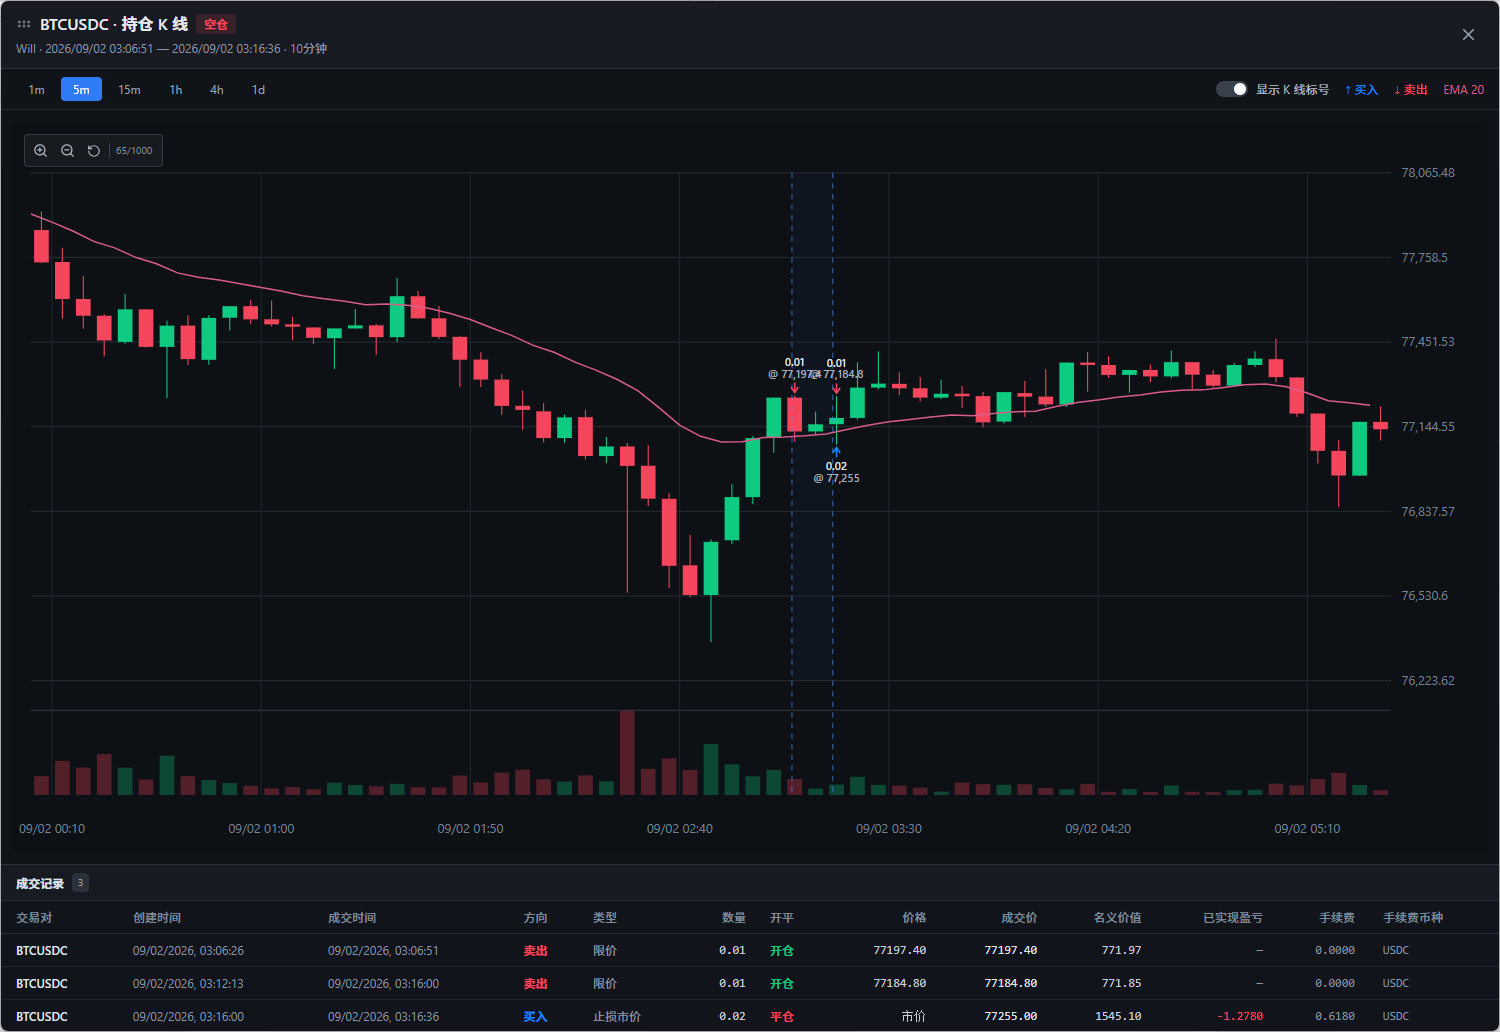 BTCUSDC · 持仓 K 线 空仓
Will · 2026/09/02 03:06:51 — 2026/09/02 03:16:36 · 10分钟
1m 5m 15m 1h 4h 1d 显示 K 线标号 ↑ 买入 ↓ 卖出 EMA 20
65/1000
78,065.48
77,758.5
77,451.53
0.01 0.01
@ 77,197.4 @ 77,184.8
77,144.55
0.02
@ 77,255
76,837.57
76,530.6
76,223.62
09/02 00:10 09/02 01:00 09/02 01:50 09/02 02:40 09/02 03:30 09/02 04:20 09/02 05:10
成交记录 3
交易对 创建时间 成交时间 方向 类型 数量 开平 价格 成交价 名义价值 已实现盈亏 手续费 手续费币种
BTCUSDC 09/02/2026, 03:06:26 09/02/2026, 03:06:51 卖出 限价 0.01 开仓 77197.40 77197.40 771.97 — 0.0000 USDC
BTCUSDC 09/02/2026, 03:12:13 09/02/2026, 03:16:00 卖出 限价 0.01 开仓 77184.80 77184.80 771.85 — 0.0000 USDC
BTCUSDC 09/02/2026, 03:16:00 09/02/2026, 03:16:36 买入 止损市价 0.02 平仓 市价 77255.00 1545.10 -1.2780 0.6180 USDC